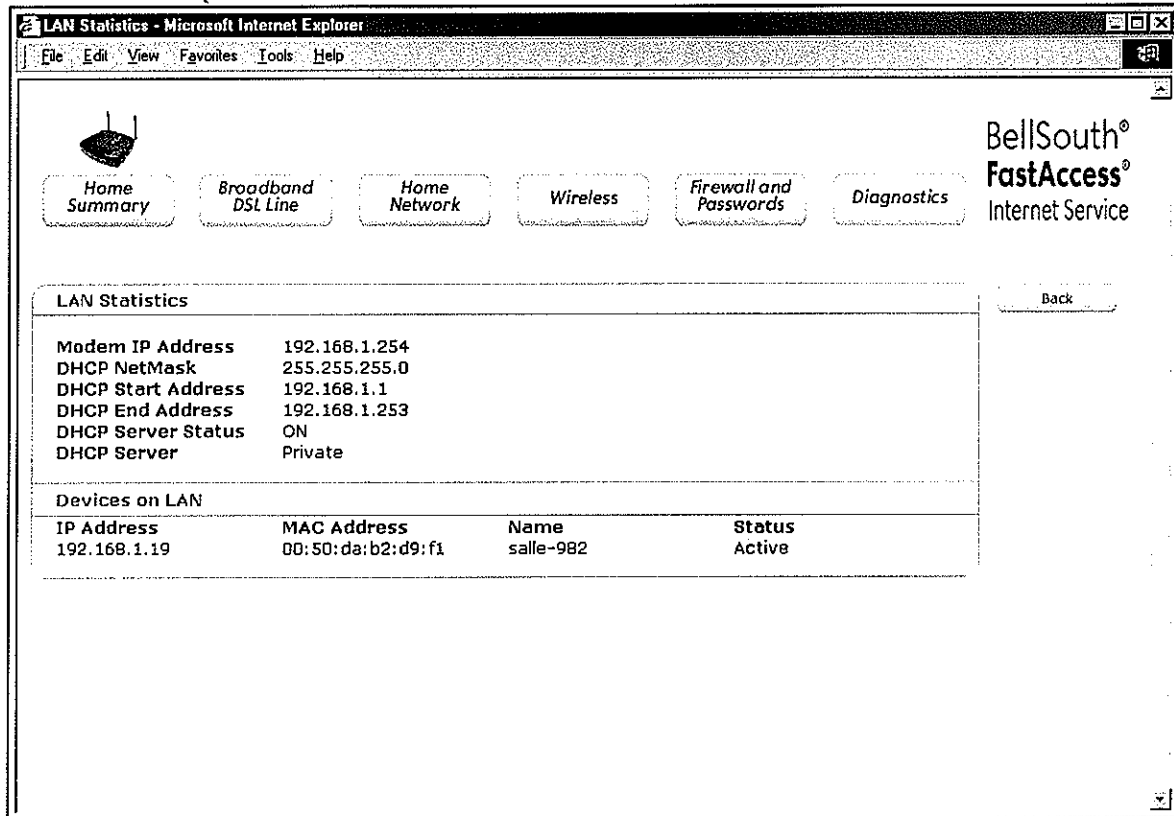 LAN Statistics - Microsoft Internet Explorer
File Edit View Favorites Tools Help
BellSouth®
FastAccess®
Internet Service
Home Summary
Broadband DSL Line
Home Network
Wireless
Firewall and Passwords
Diagnostics
LAN Statistics
Back
Modem IP Address 192.168.1.254
DHCP NetMask 255.255.255.0
DHCP Start Address 192.168.1.1
DHCP End Address 192.168.1.253
DHCP Server Status ON
DHCP Server Private
Devices on LAN
IP Address MAC Address Name Status
192.168.1.19 00:50:da:b2:d9:f1 salle-982 Active